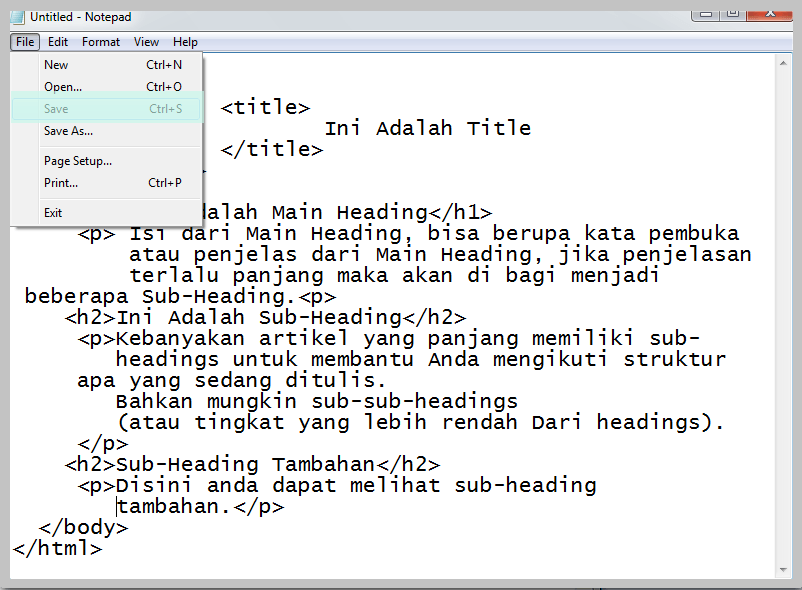 Untitled - Notepad
File Edit Format View Help
New Ctrl+N
Open... Ctrl+O
Save Ctrl+S
Save As...
Page Setup...
Print... Ctrl+P
Exit
<title>
Ini Adalah Title
</title>
>
dalah Main Heading</h1>
<p> Isi dari Main Heading, bisa berupa kata pembuka
atau penjelas dari Main Heading, jika penjelasan
terlalu panjang maka akan di bagi menjadi
beberapa Sub-Heading.<p>
<h2>Ini Adalah Sub-Heading</h2>
<p>Kebanyakan artikel yang panjang memiliki sub-
headings untuk membantu Anda mengikuti struktur
apa yang sedang ditulis.
Bahkan mungkin sub-sub-headings
(atau tingkat yang lebih rendah Dari headings).
</p>
<h2>Sub-Heading Tambahan</h2>
<p>Disini anda dapat melihat sub-heading
tambahan.</p>
</body>
</html>